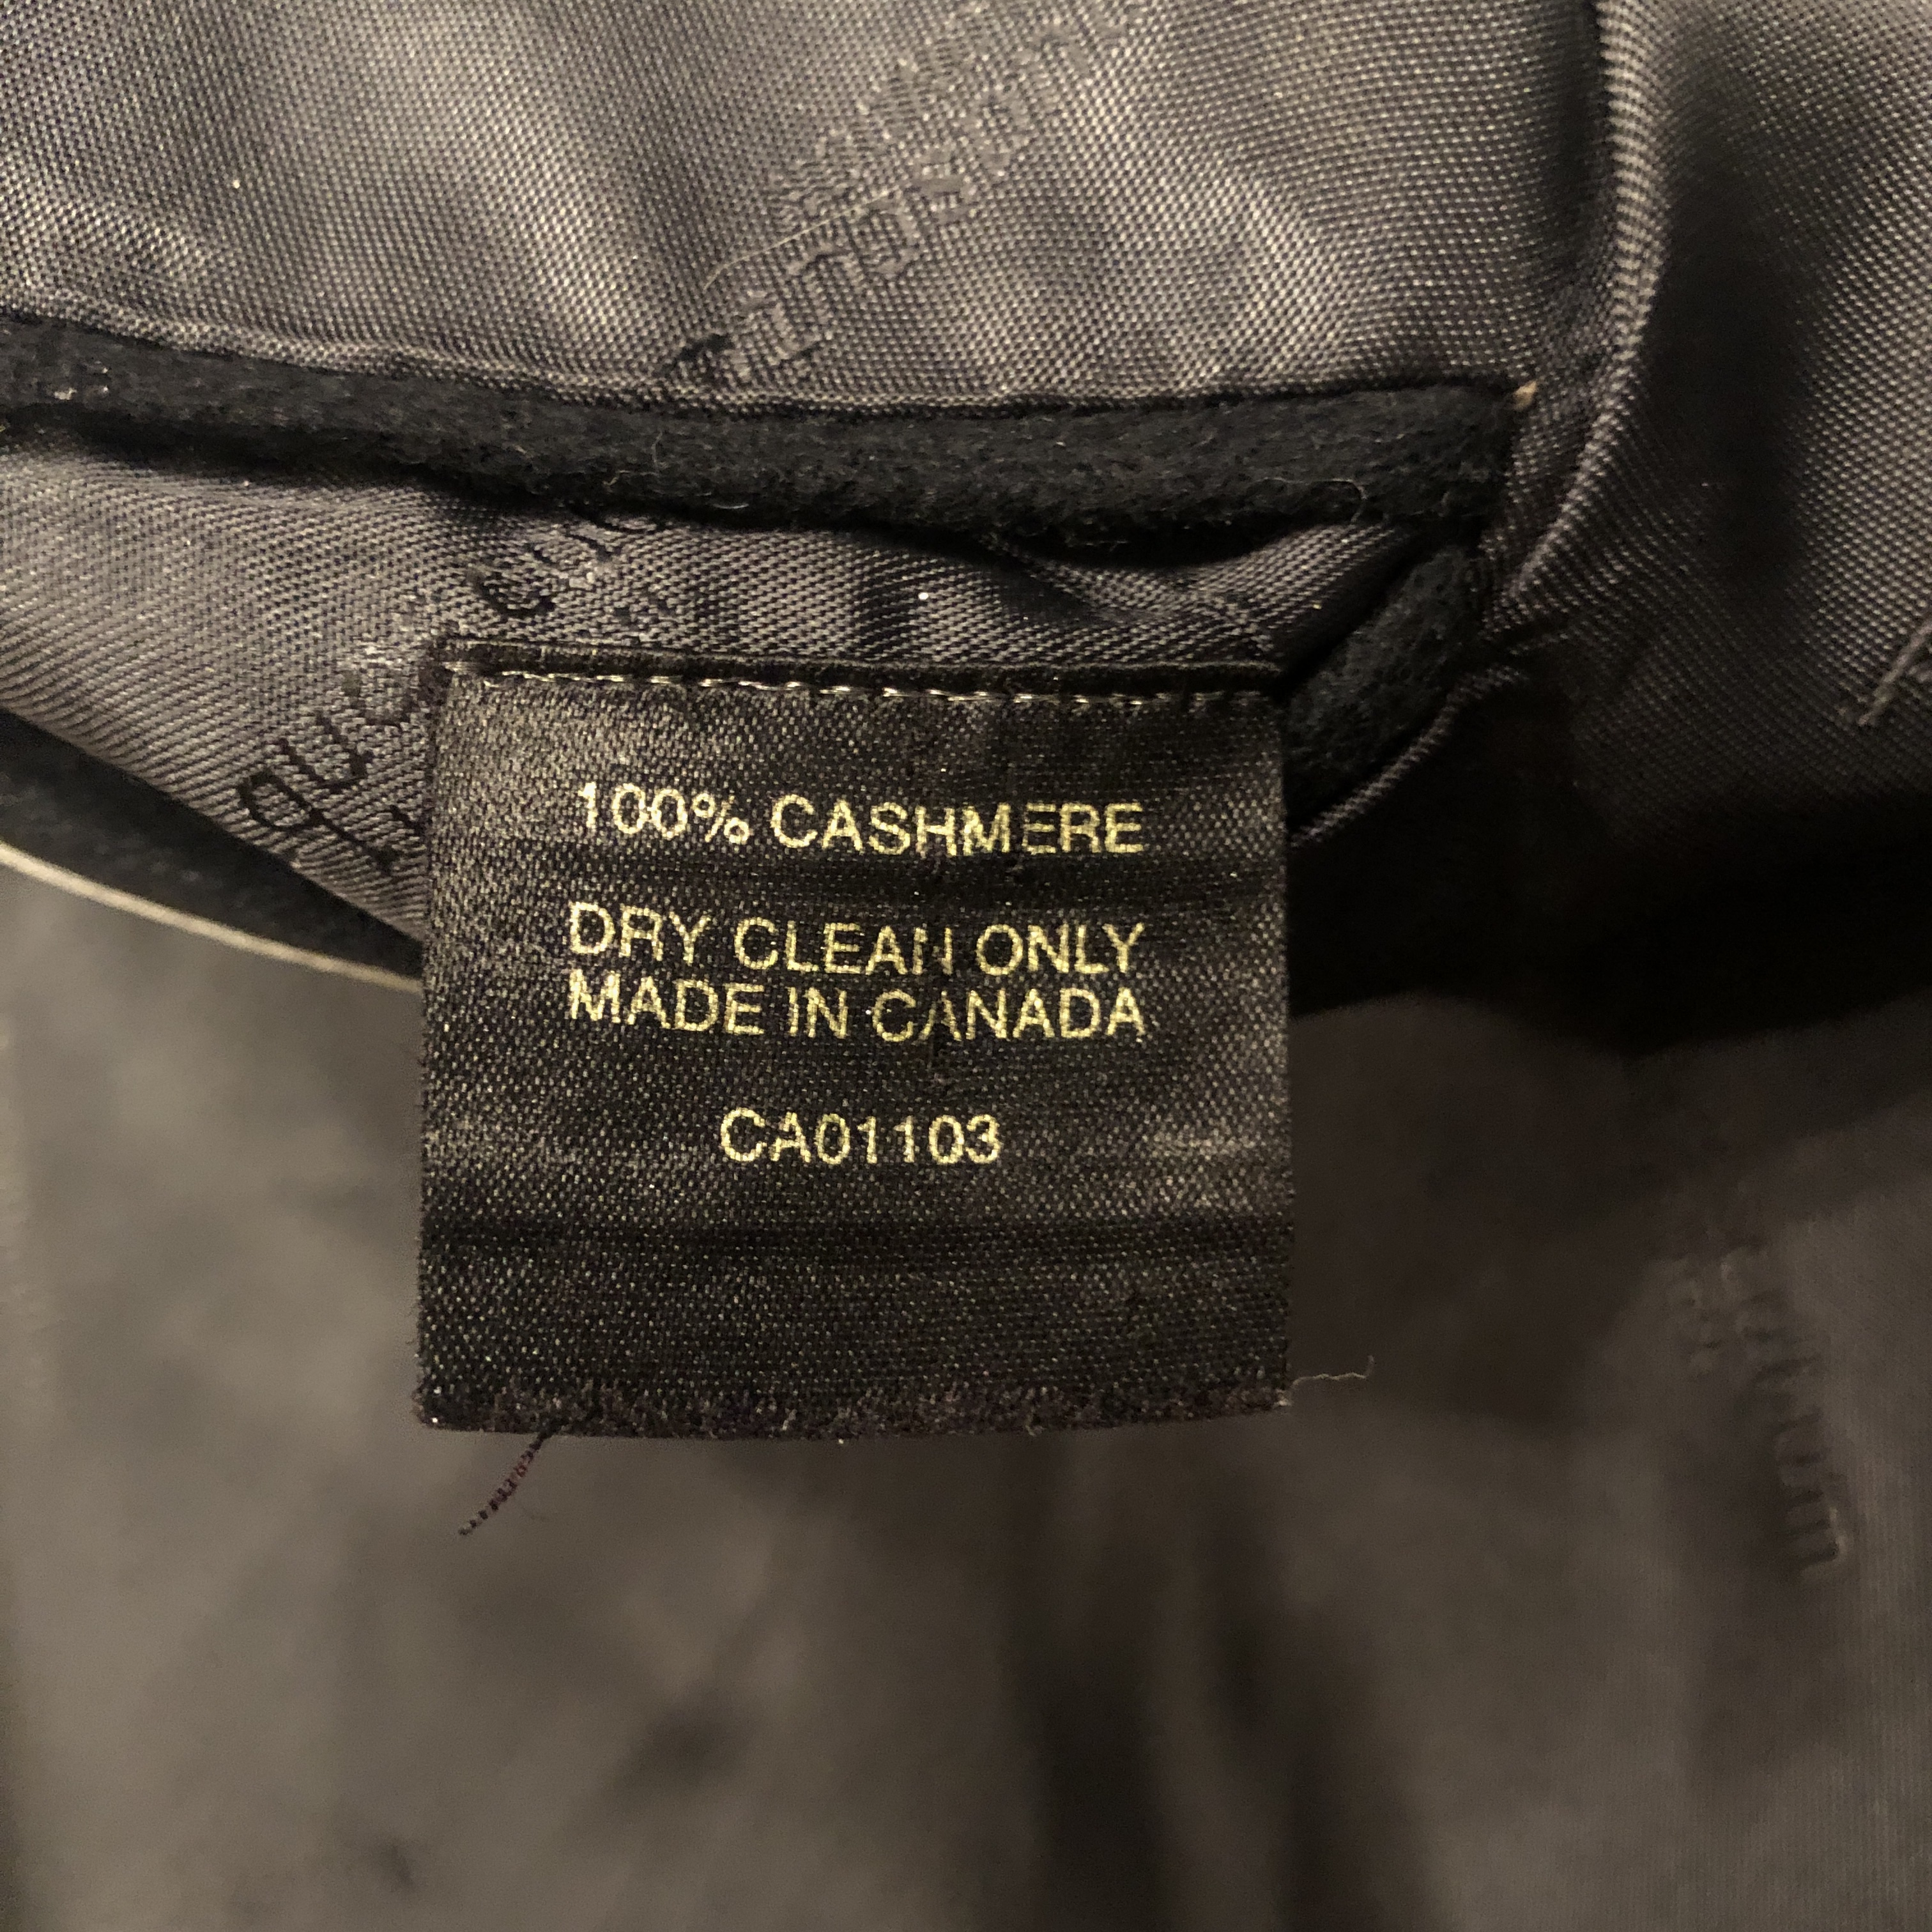 100% CASHMERE
DRY CLEAN ONLY
MADE IN CANADA
CA01103